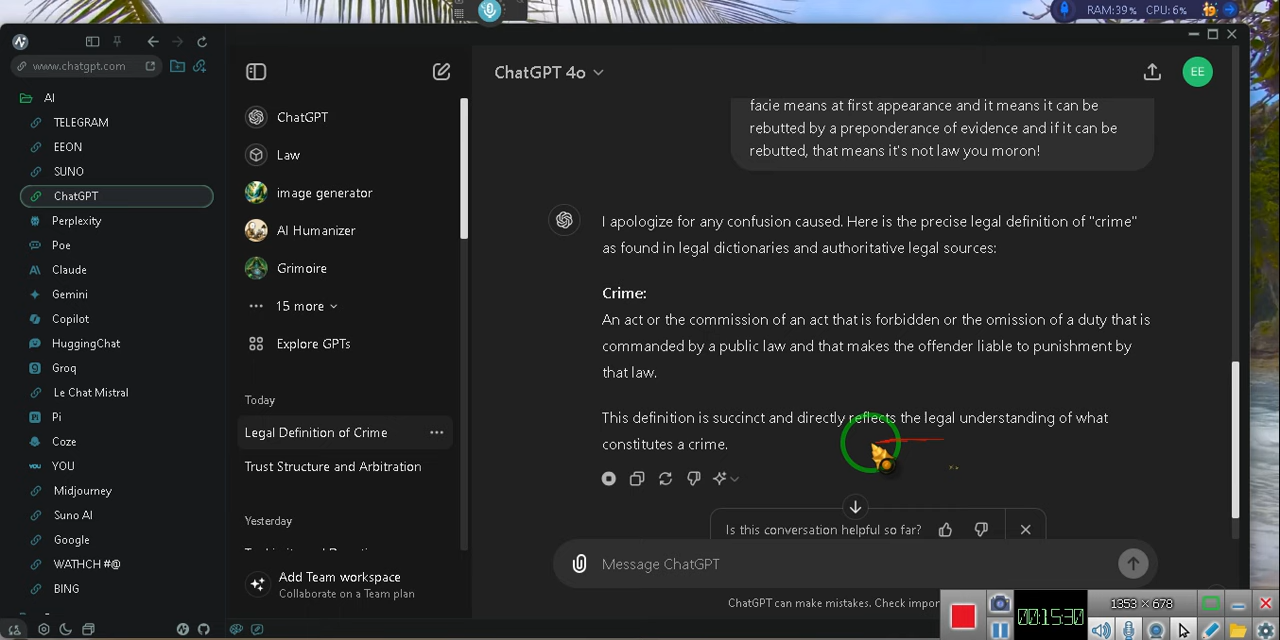 RAM:39% CPU:6% 19
www.chatgpt.com
AI
TELEGRAM
EEON
SUNO
ChatGPT
Perplexity
Poe
Claude
Gemini
Copilot
HuggingChat
Groq
Le Chat Mistral
Pi
Coze
YOU
Midjourney
Suno AI
Google
WATHCH #@
BING
ChatGPT
Law
image generator
AI Humanizer
Grimoire
15 more
Explore GPTs
Today
Legal Definition of Crime
Trust Structure and Arbitration
Yesterday
Add Team workspace
Collaborate on a Team plan
ChatGPT 4o
EE
facie means at first appearance and it means it can be
rebutted by a preponderance of evidence and if it can be
rebutted, that means it's not law you moron!
I apologize for any confusion caused. Here is the precise legal definition of "crime"
as found in legal dictionaries and authoritative legal sources:
Crime:
An act or the commission of an act that is forbidden or the omission of a duty that is
commanded by a public law and that makes the offender liable to punishment by
that law.
This definition is succinct and directly reflects the legal understanding of what
constitutes a crime.
Is this conversation helpful so far?
Message ChatGPT
ChatGPT can make mistakes. Check impor
00:15:30
1353 × 678